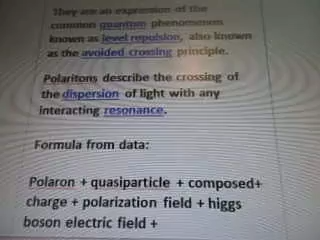 They are an expression of the
common quantum phenomenon
known as level repulsion, also known
as the avoided crossing principle.
Polaritons describe the crossing of
the dispersion of light with any
interacting resonance.
Formula from data:
Polaron + quasiparticle + composed+
charge + polarization field + higgs
boson electric field +